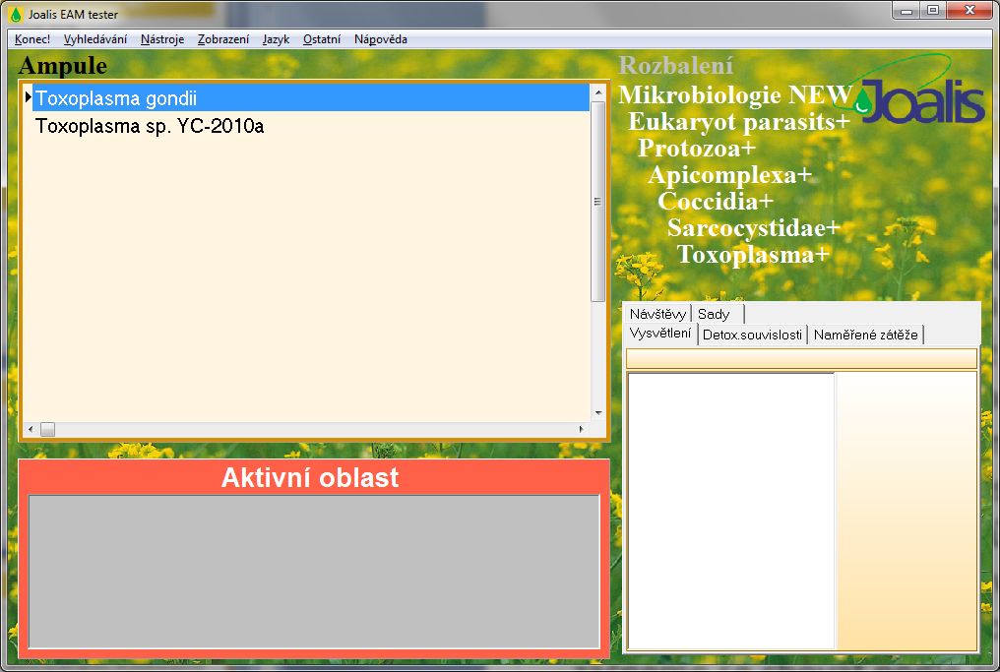 Joalis EAM tester
Konec! Vyhledávání Nástroje Zobrazení Jazyk Ostatní Nápověda
Ampule
Toxoplasma gondii
Toxoplasma sp. YC-2010a
Rozbalení
Mikrobiologie NEW
Eukaryot parasits+
Protozoa+
Apicomplexa+
Coccidia+
Sarcocystidae+
Toxoplasma+
Joalis
Návštěvy Sady
Vysvětlení Detox.souvislosti Naměřené zátěže
Aktivní oblast